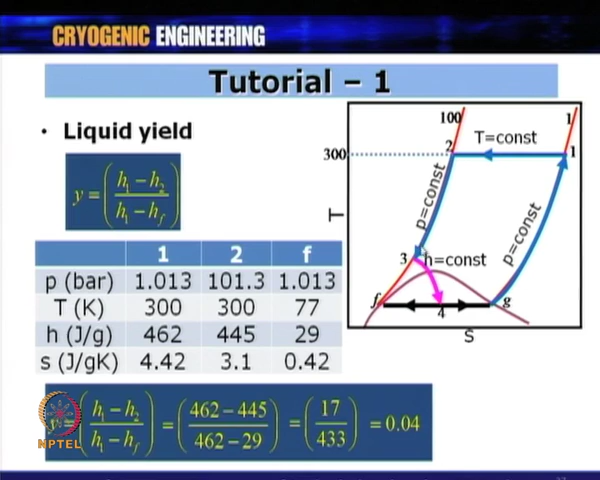 CRYOGENIC ENGINEERING
Tutorial – 1
• Liquid yield
y = ( h₁ − h₂ / h₁ − h_f )
1 2 f
p (bar) 1.013 101.3 1.013
T (K) 300 300 77
h (J/g) 462 445 29
s (J/gK) 4.42 3.1 0.42
100 1
2 T=const
300 1
p=const
p=const
T
3 h=const
f 4 g
S
y = ( h₁ − h₂ / h₁ − h_f ) = ( 462 − 445 / 462 − 29 ) = ( 17 / 433 ) = 0.04
NPTEL